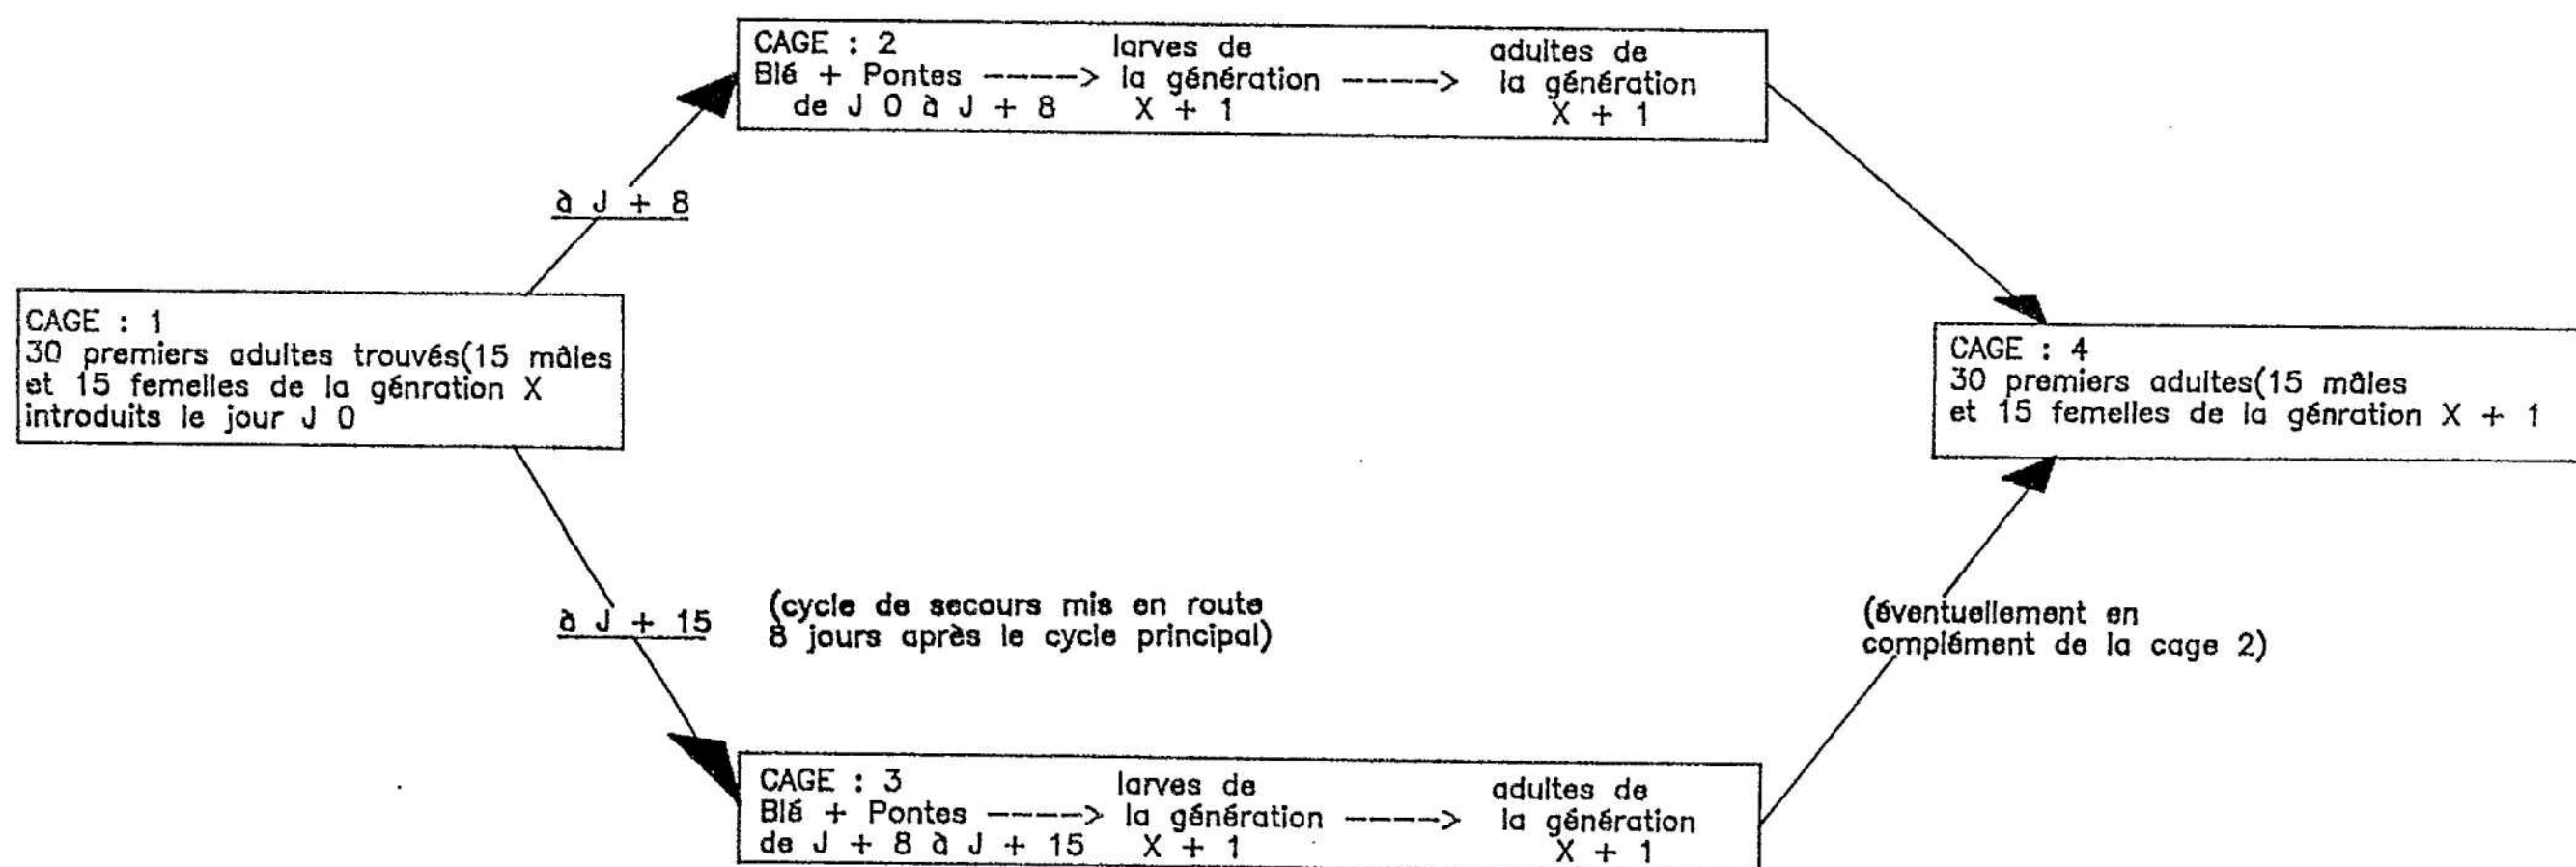 CAGE : 2
Blé + Pontes ----> 
de J 0 à J + 8
larves de
la génération ---->
X + 1
adultes de
la génération
X + 1
à J + 8
CAGE : 1
30 premiers adultes trouvés(15 mâles
et 15 femelles de la génration X
introduits le jour J 0
CAGE : 4
30 premiers adultes(15 mâles
et 15 femelles de la génration X + 1
à J + 15
(cycle de secours mis en route
8 jours après le cycle principal)
(éventuellement en
complément de la cage 2)
CAGE : 3
Blé + Pontes ---->
de J + 8 à J + 15
larves de
la génération ---->
X + 1
adultes de
la génération
X + 1